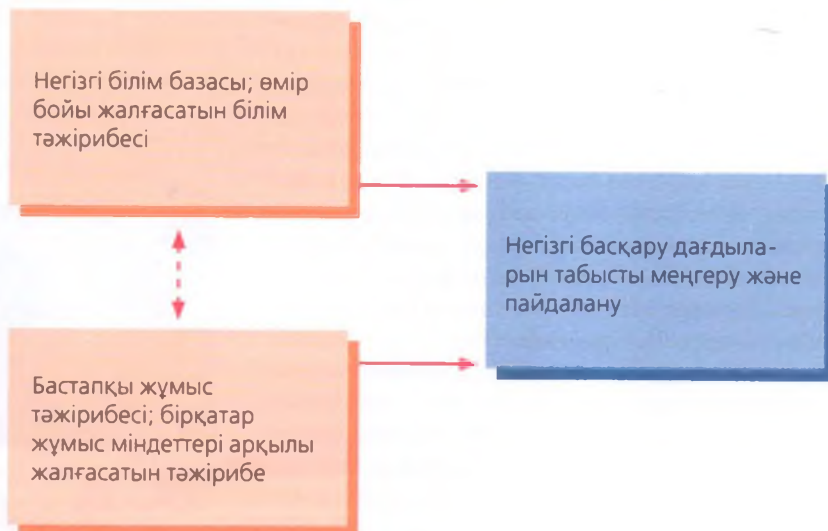 Негізгі білім базасы; өмір
бойы жалғасатын білім
тәжірибесі
Негізгі басқару дағдыла-
рын табысты меңгеру және
пайдалану
Бастапқы жұмыс
тәжірибесі; бірқатар
жұмыс міндеттері арқылы
жалғасатын тәжірибе